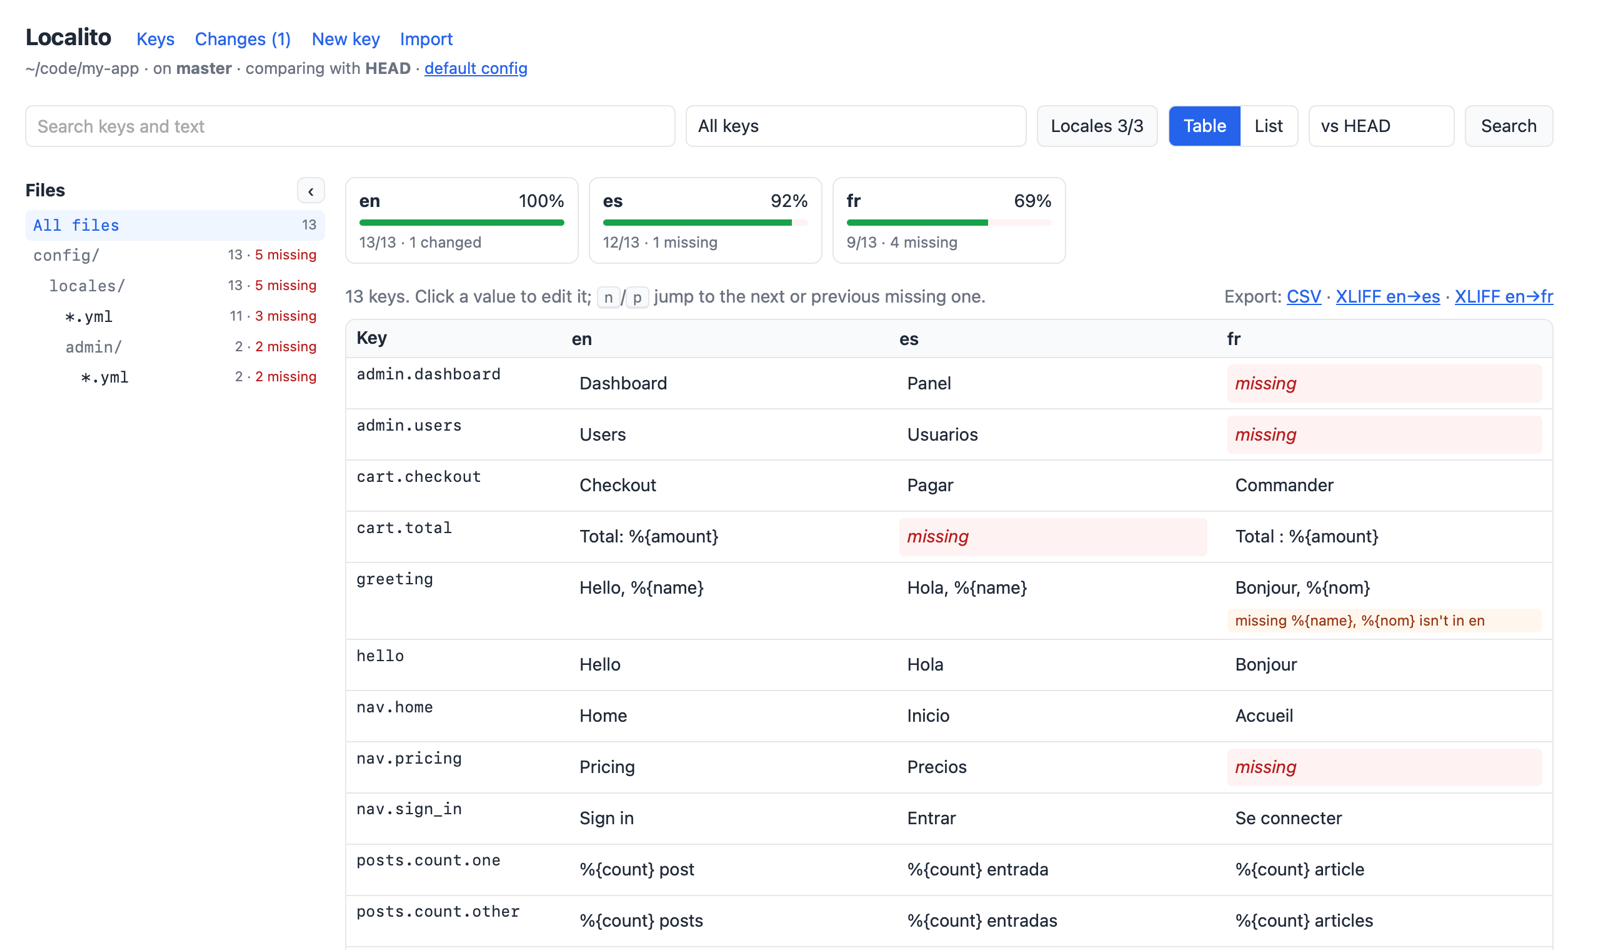 Localito Keys Changes (1) New key Import
~/code/my-app · on master · comparing with HEAD · default config
Search keys and text All keys Locales 3/3 Table List vs HEAD Search
Files ‹
All files 13
config/ 13 · 5 missing
locales/ 13 · 5 missing
*.yml 11 · 3 missing
admin/ 2 · 2 missing
*.yml 2 · 2 missing
en 100%
13/13 · 1 changed
es 92%
12/13 · 1 missing
fr 69%
9/13 · 4 missing
13 keys. Click a value to edit it; n/p jump to the next or previous missing one. Export: CSV · XLIFF en→es · XLIFF en→fr
Key en es fr
admin.dashboard Dashboard Panel missing
admin.users Users Usuarios missing
cart.checkout Checkout Pagar Commander
cart.total Total: %{amount} missing Total : %{amount}
greeting Hello, %{name} Hola, %{name} Bonjour, %{nom}
missing %{name}, %{nom} isn't in en
hello Hello Hola Bonjour
nav.home Home Inicio Accueil
nav.pricing Pricing Precios missing
nav.sign_in Sign in Entrar Se connecter
posts.count.one %{count} post %{count} entrada %{count} article
posts.count.other %{count} posts %{count} entradas %{count} articles